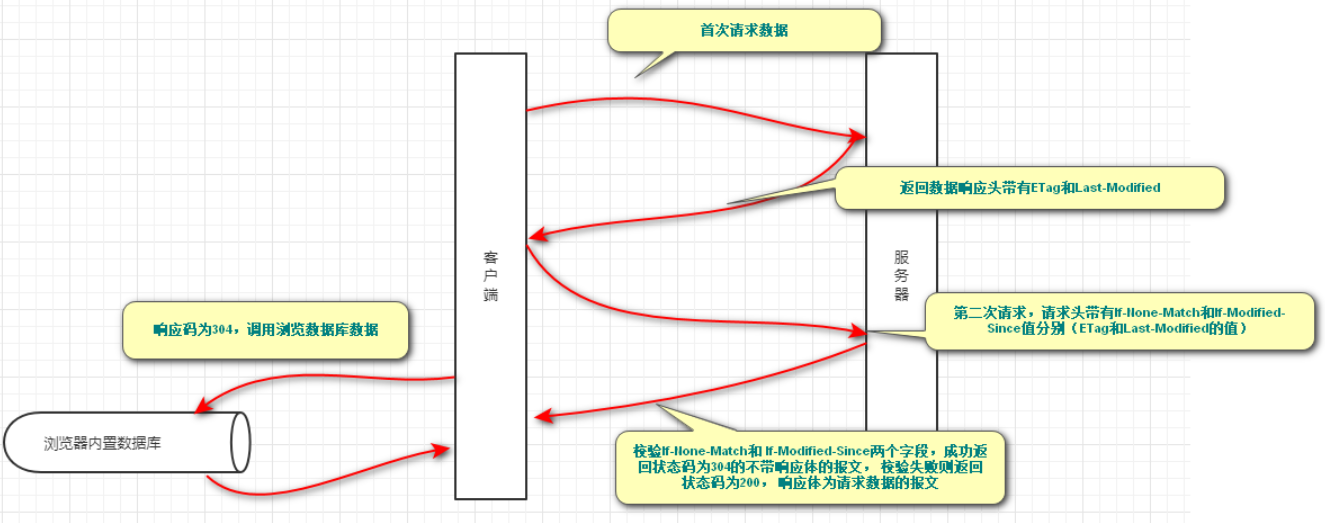 首次请求数据
返回数据响应头带有ETag和Last-Modified
客
户
端
服
务
器
第二次请求，请求头带有If-None-Match和If-Modified-
Since值分别（ETag和Last-Modified的值）
响应码为304，调用浏览数据库数据
浏览器内置数据库
校验If-None-Match和 If-Modified-Since两个字段，成功返
回状态码为304的不带响应体的报文， 校验失败则返回
状态码为200， 响应体为请求数据的报文